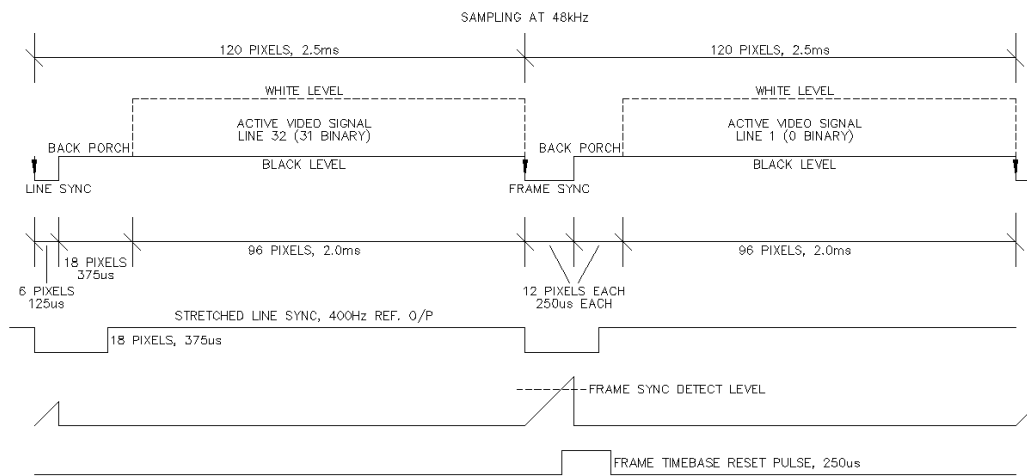 SAMPLING AT 48kHz
120 PIXELS, 2.5ms
120 PIXELS, 2.5ms
WHITE LEVEL
WHITE LEVEL
ACTIVE VIDEO SIGNAL
LINE 32 (31 BINARY)
ACTIVE VIDEO SIGNAL
LINE 1 (0 BINARY)
BACK PORCH
BACK PORCH
BLACK LEVEL
BLACK LEVEL
LINE SYNC
FRAME SYNC
18 PIXELS
375us
96 PIXELS, 2.0ms
96 PIXELS, 2.0ms
6 PIXELS
125us
12 PIXELS EACH
250us EACH
STRETCHED LINE SYNC, 400Hz REF. O/P
18 PIXELS, 375us
FRAME SYNC DETECT LEVEL
FRAME TIMEBASE RESET PULSE, 250us